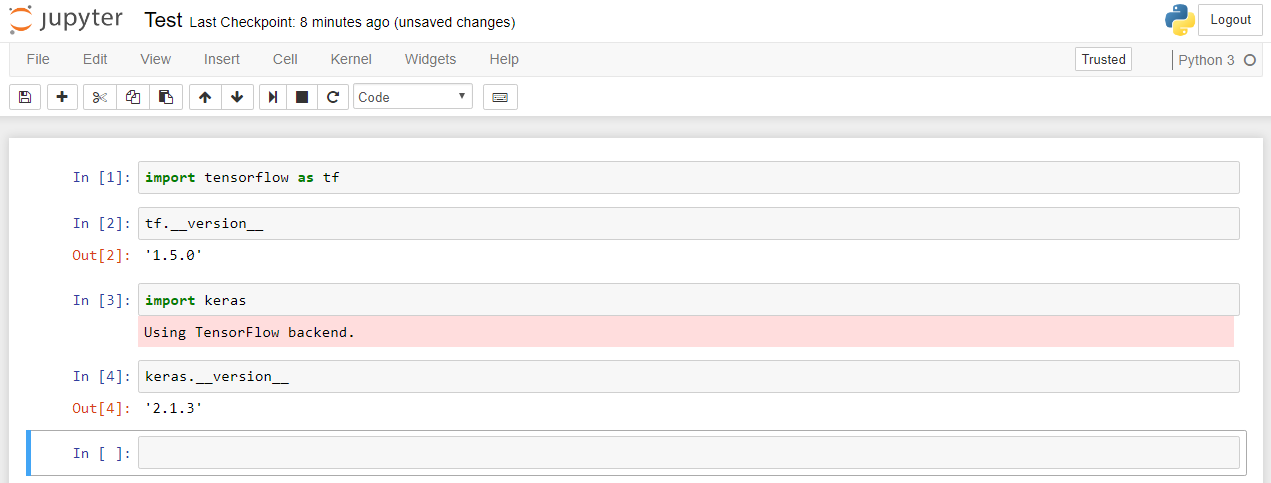 jupyter Test Last Checkpoint: 8 minutes ago (unsaved changes) Logout
File Edit View Insert Cell Kernel Widgets Help Trusted Python 3
Code
In [1]: import tensorflow as tf
In [2]: tf.__version__
Out[2]: '1.5.0'
In [3]: import keras
Using TensorFlow backend.
In [4]: keras.__version__
Out[4]: '2.1.3'
In [ ]: